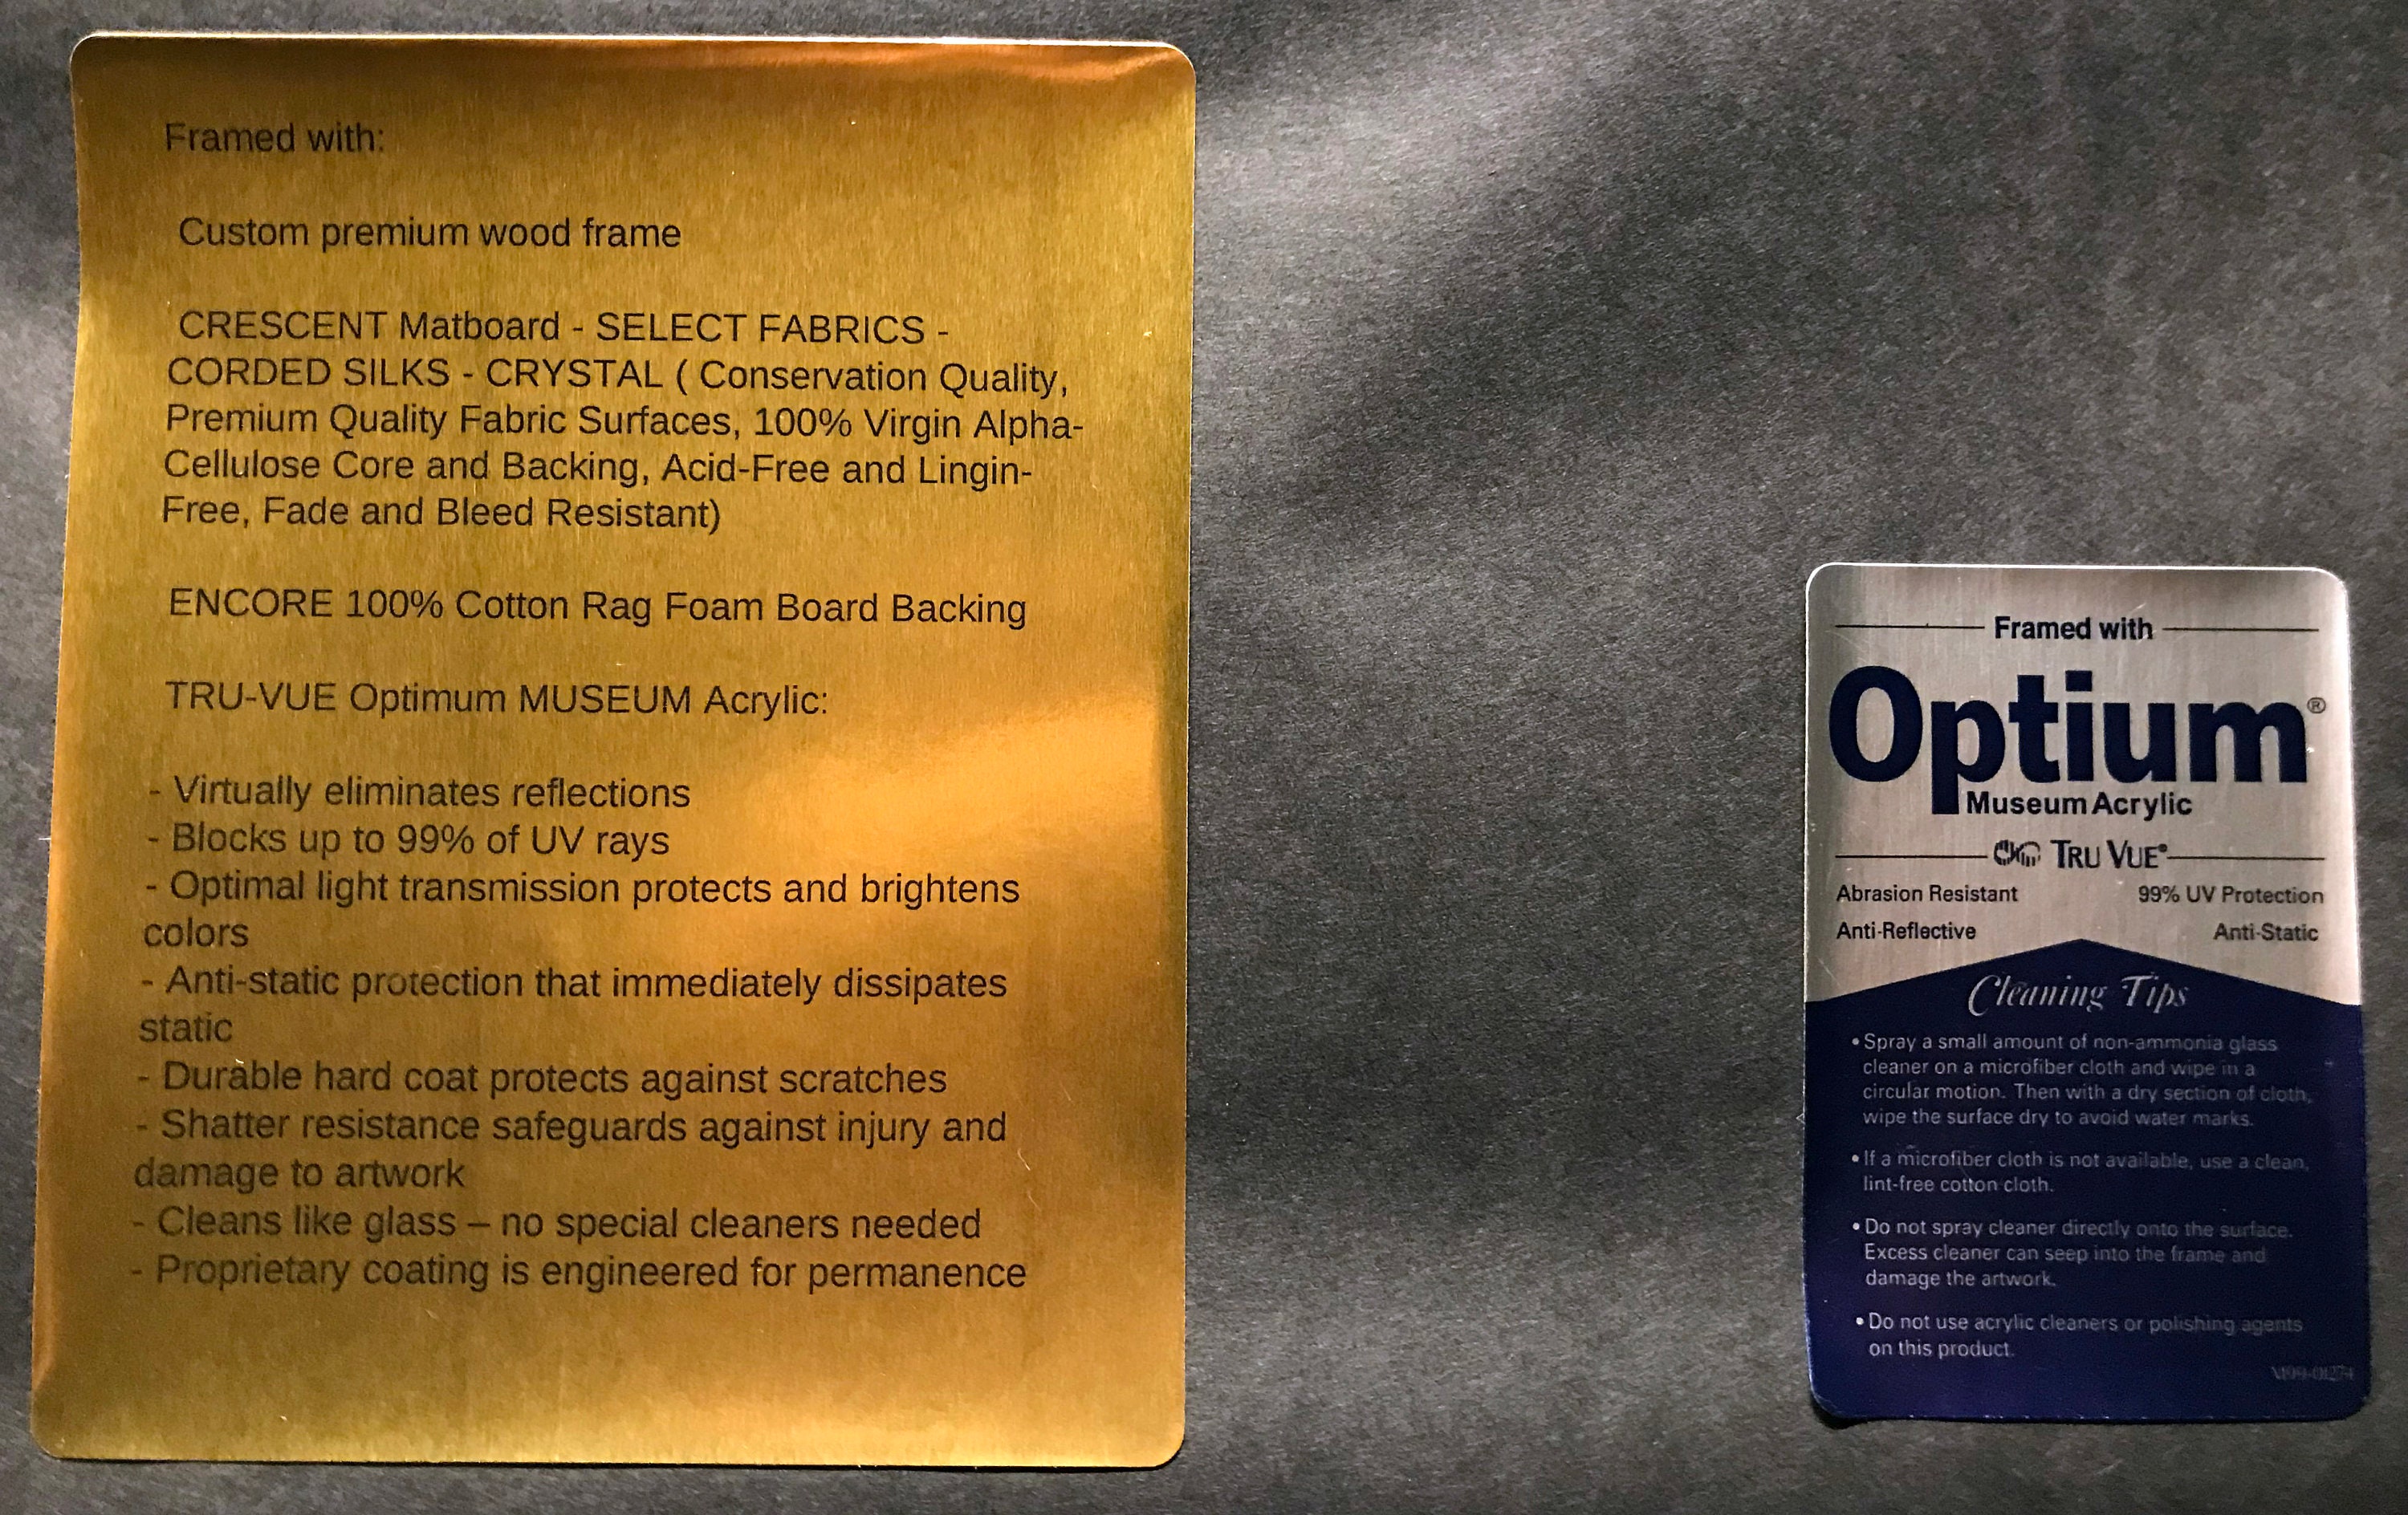 Framed with:
Custom premium wood frame
CRESCENT Matboard - SELECT FABRICS -
CORDED SILKS - CRYSTAL ( Conservation Quality,
Premium Quality Fabric Surfaces, 100% Virgin Alpha-
Cellulose Core and Backing, Acid-Free and Lingin-
Free, Fade and Bleed Resistant)
ENCORE 100% Cotton Rag Foam Board Backing
TRU-VUE Optimum MUSEUM Acrylic:
- Virtually eliminates reflections
- Blocks up to 99% of UV rays
- Optimal light transmission protects and brightens
colors
- Anti-static protection that immediately dissipates
static
- Durable hard coat protects against scratches
- Shatter resistance safeguards against injury and
damage to artwork
- Cleans like glass – no special cleaners needed
- Proprietary coating is engineered for permanence
Framed with
Optium®
Museum Acrylic
TRU VUE®
Abrasion Resistant 99% UV Protection
Anti-Reflective Anti-Static
Cleaning Tips
• Spray a small amount of non-ammonia glass
cleaner on a microfiber cloth and wipe in a
circular motion. Then with a dry section of cloth,
wipe the surface dry to avoid water marks.
• If a microfiber cloth is not available, use a clean,
lint-free cotton cloth.
• Do not spray cleaner directly onto the surface.
Excess cleaner can seep into the frame and
damage the artwork.
• Do not use acrylic cleaners or polishing agents
on this product.